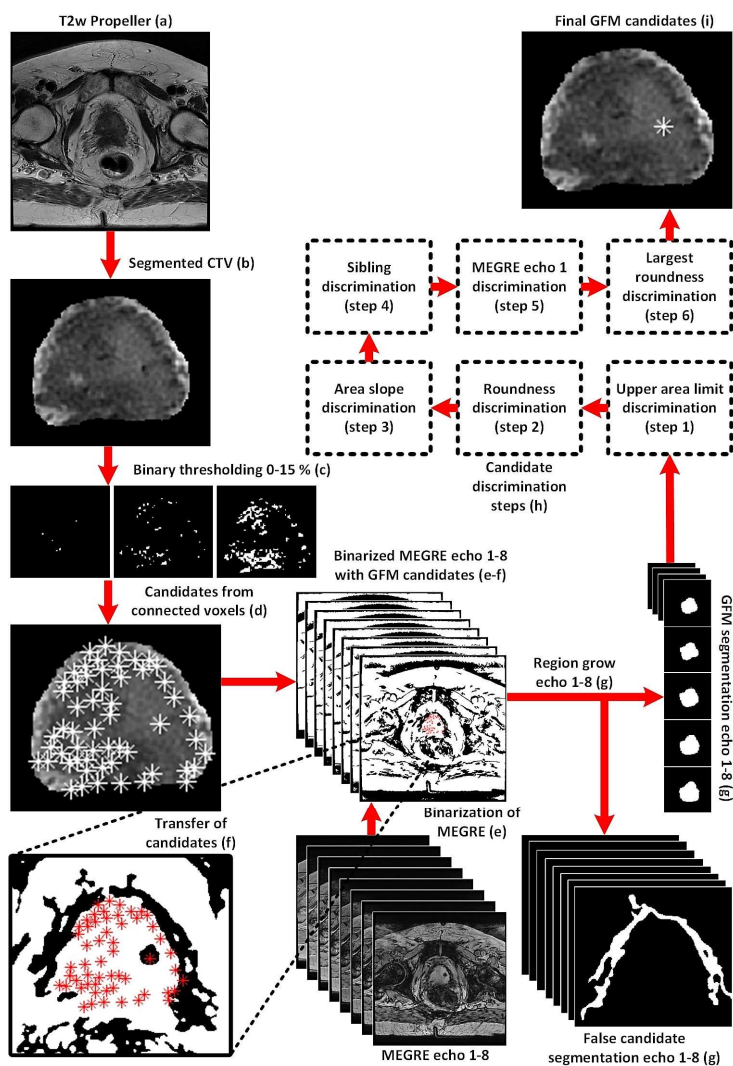 T2w Propeller (a)
Final GFM candidates (i)
Segmented CTV (b)
Sibling
discrimination
(step 4)
MEGRE echo 1
discrimination
(step 5)
Largest
roundness
discrimination
(step 6)
Area slope
discrimination
(step 3)
Roundness
discrimination
(step 2)
Upper area limit
discrimination
(step 1)
Candidate
discrimination
steps (h)
Binary thresholding 0-15 % (c)
Candidates from
connected voxels (d)
Binarized MEGRE echo 1-8
with GFM candidates (e-f)
Region grow
echo 1-8 (g)
GFM segmentation echo 1-8 (g)
Binarization of
MEGRE (e)
Transfer of
candidates (f)
MEGRE echo 1-8
False candidate
segmentation echo 1-8 (g)